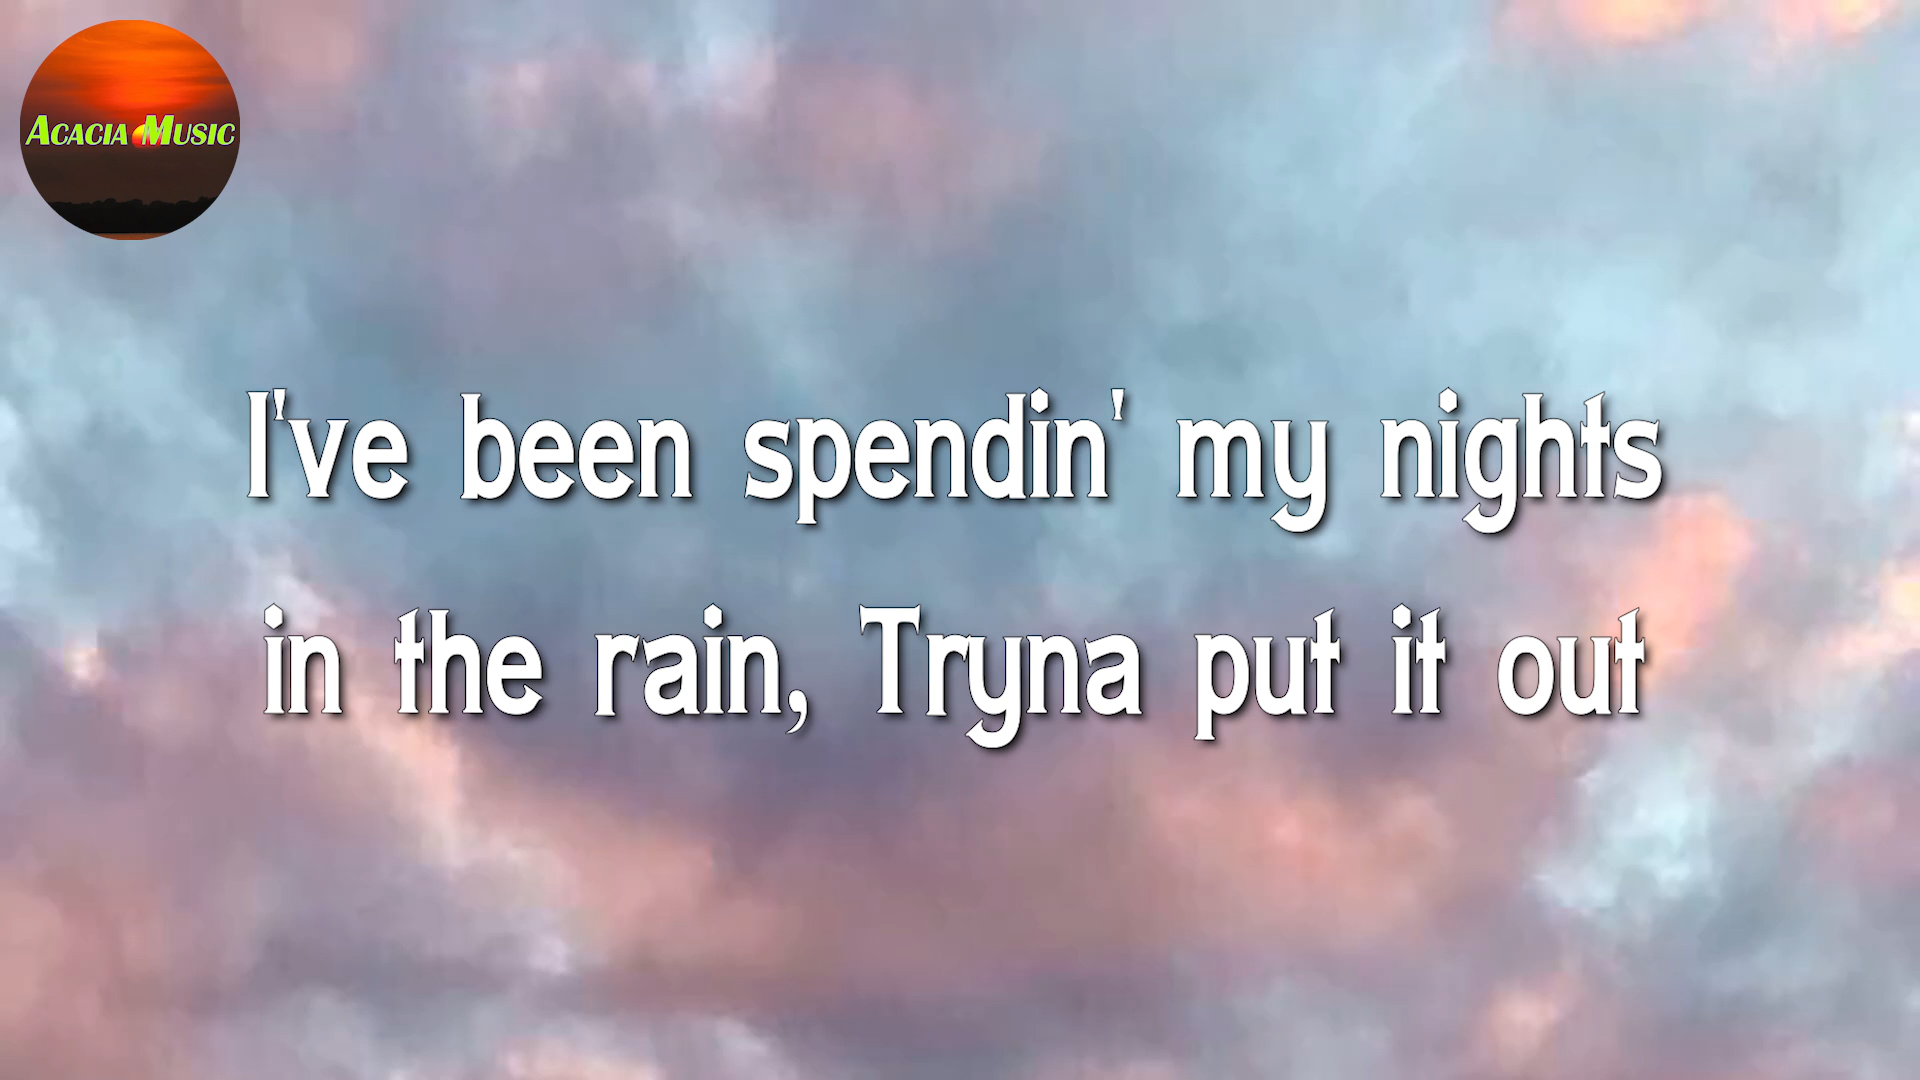 ACACIA MUSIC
I've been spendin' my nights
in the rain, Tryna put it out